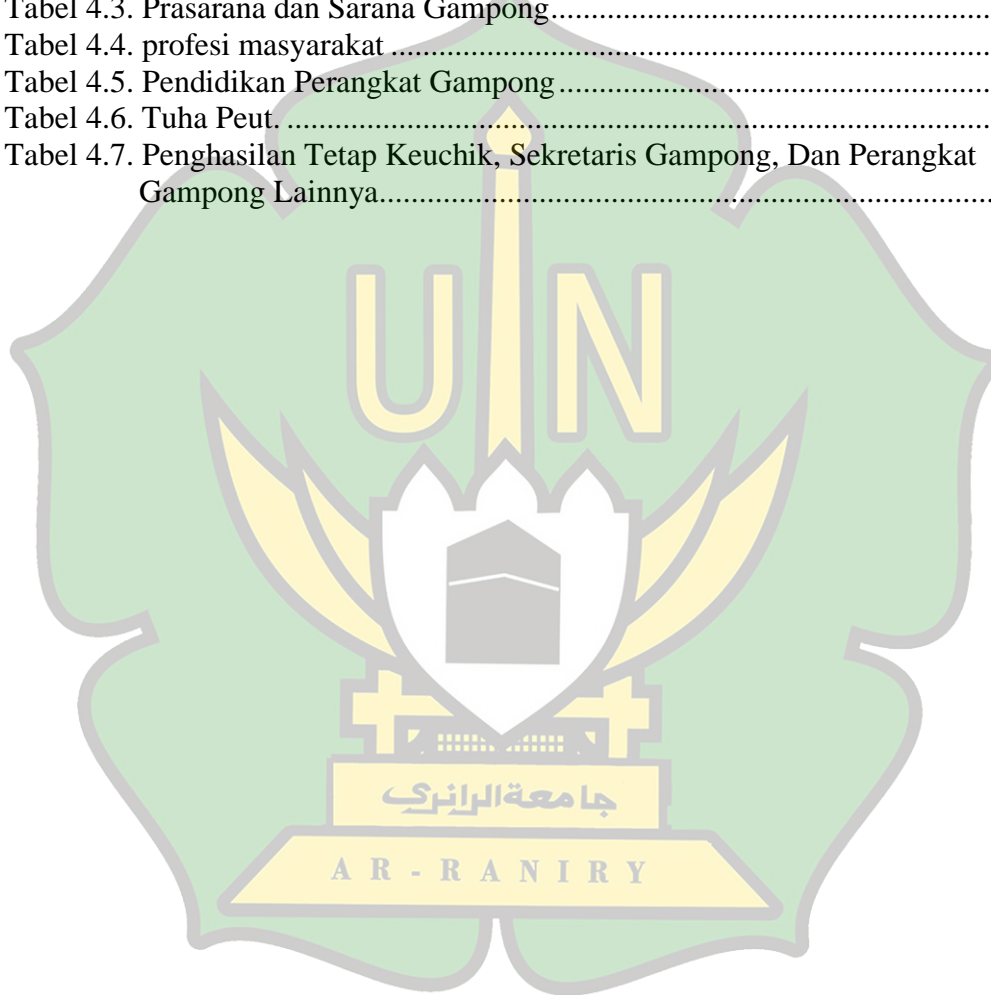 Tabel 4.3. Prasarana dan Sarana Gampong......................................................
Tabel 4.4. profesi masyarakat ..........................................................................
Tabel 4.5. Pendidikan Perangkat Gampong.....................................................
Tabel 4.6. Tuha Peut. .......................................................................................
Tabel 4.7. Penghasilan Tetap Keuchik, Sekretaris Gampong, Dan Perangkat
Gampong Lainnya...........................................................................
UIN
جامعةالرانري
AR-RANIRY